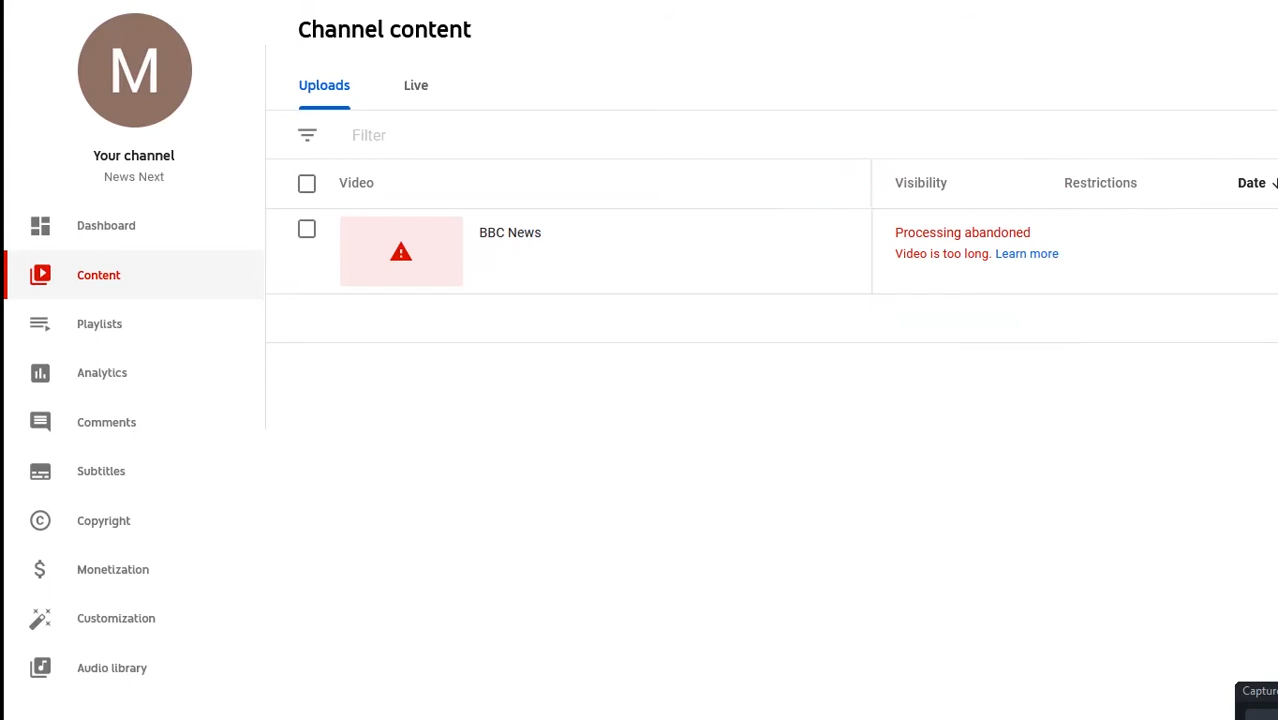 Channel content
M
Uploads
Live
Your channel
Filter
News Next
Video
Visibility
Restrictions
Date
Dashboard
BBC News
Processing abandoned
Video is too long. Learn more
Content
Playlists
Analytics
Comments
Subtitles
Copyright
Monetization
Customization
Audio library
Capture